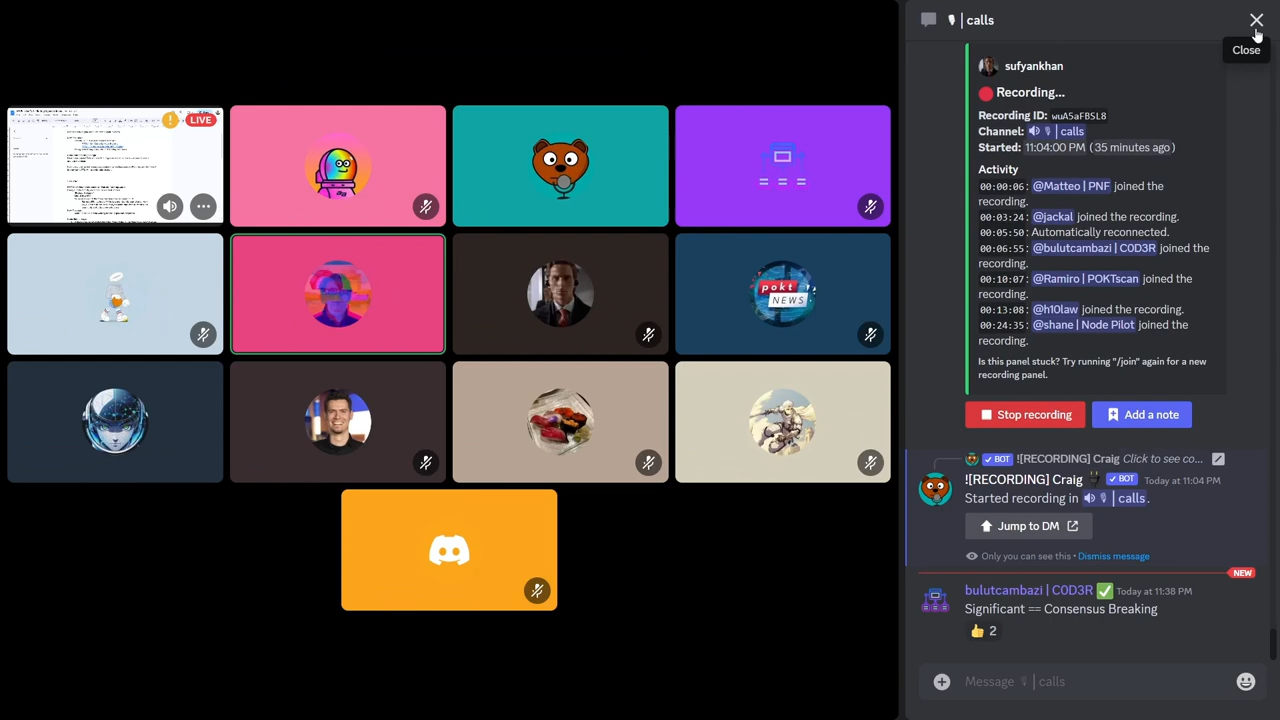 LIVE
pokt
NEWS
calls
Close
sufyankhan
Recording...
Recording ID: wuA5aFBSL8
Channel: calls
Started: 11:04:00 PM (35 minutes ago)
Activity
00:00:06: @Matteo | PNF joined the
recording.
00:03:24: @jackal joined the recording.
00:05:50: Automatically reconnected.
00:06:55: @bulutcambazi | C0D3R joined the
recording.
00:10:07: @Ramiro | POKTscan joined the
recording.
00:13:08: @h10law joined the recording.
00:24:35: @shane | Node Pilot joined the
recording.
Is this panel stuck? Try running "/join" again for a new
recording panel.
Stop recording
Add a note
✓ BOT ![RECORDING] Craig Click to see co...
![RECORDING] Craig ✓ BOT Today at 11:04 PM
Started recording in calls.
Jump to DM
Only you can see this • Dismiss message
NEW
bulutcambazi | C0D3R ✅ Today at 11:38 PM
Significant == Consensus Breaking
👍 2
Message | calls